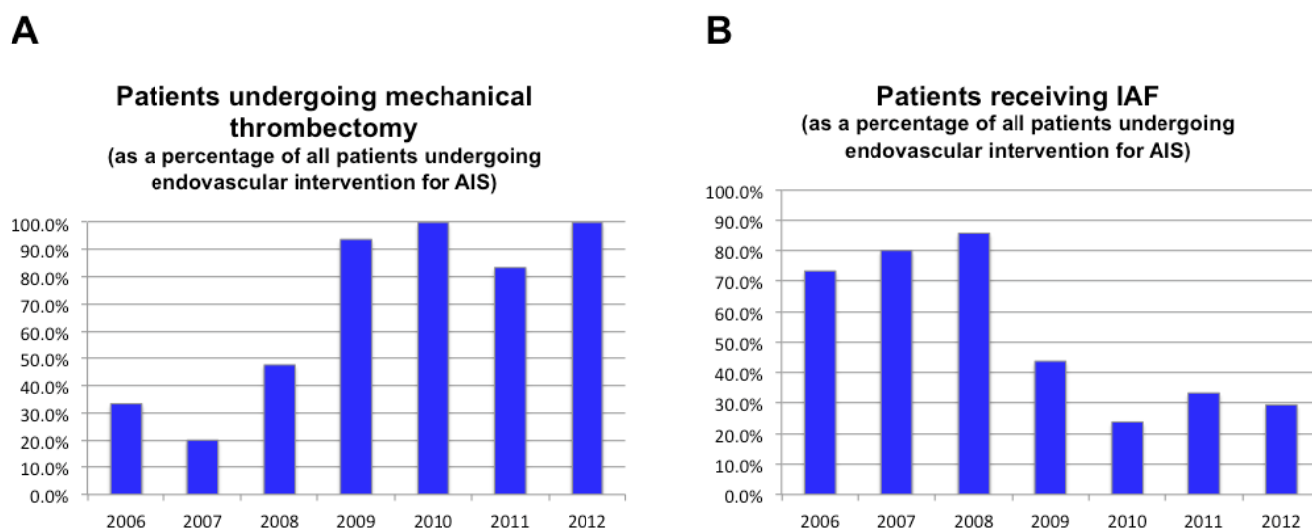 A
Patients undergoing mechanical
thrombectomy
(as a percentage of all patients undergoing
endovascular intervention for AIS)
100.0%
90.0%
80.0%
70.0%
60.0%
50.0%
40.0%
30.0%
20.0%
10.0%
0.0%
2006 2007 2008 2009 2010 2011 2012
B
Patients receiving IAF
(as a percentage of all patients undergoing
endovascular intervention for AIS)
100.0%
90.0%
80.0%
70.0%
60.0%
50.0%
40.0%
30.0%
20.0%
10.0%
0.0%
2006 2007 2008 2009 2010 2011 2012